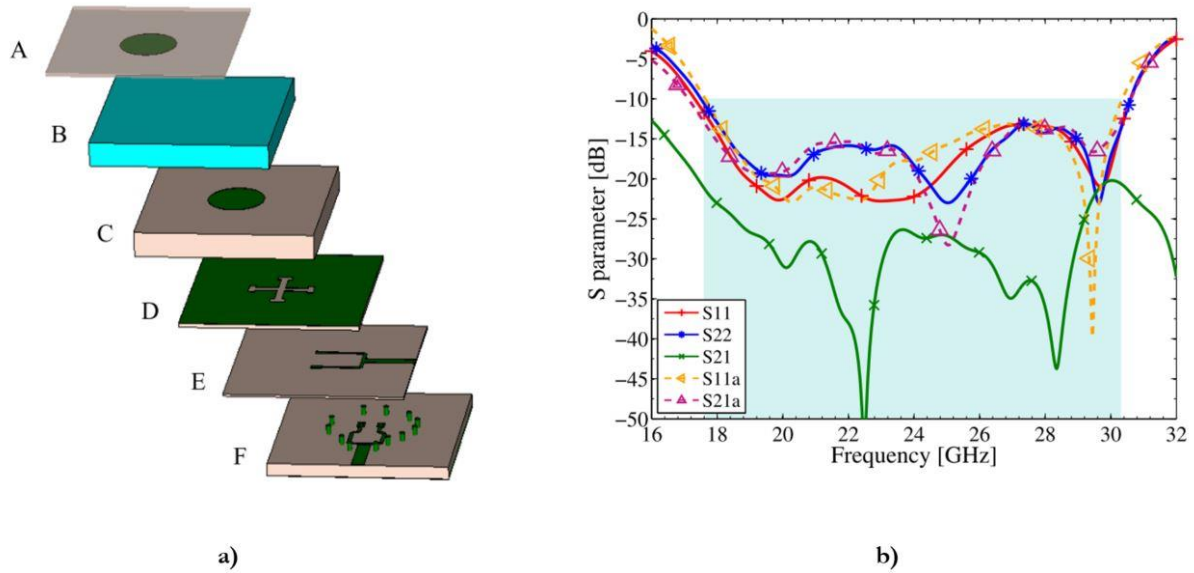 A
B
C
D
E
F
a)
S parameter [dB]
0
−5
−10
−15
−20
−25
−30
−35
−40
−45
−50
S11
S22
S21
S11a
S21a
16 18 20 22 24 26 28 30 32
Frequency [GHz]
b)